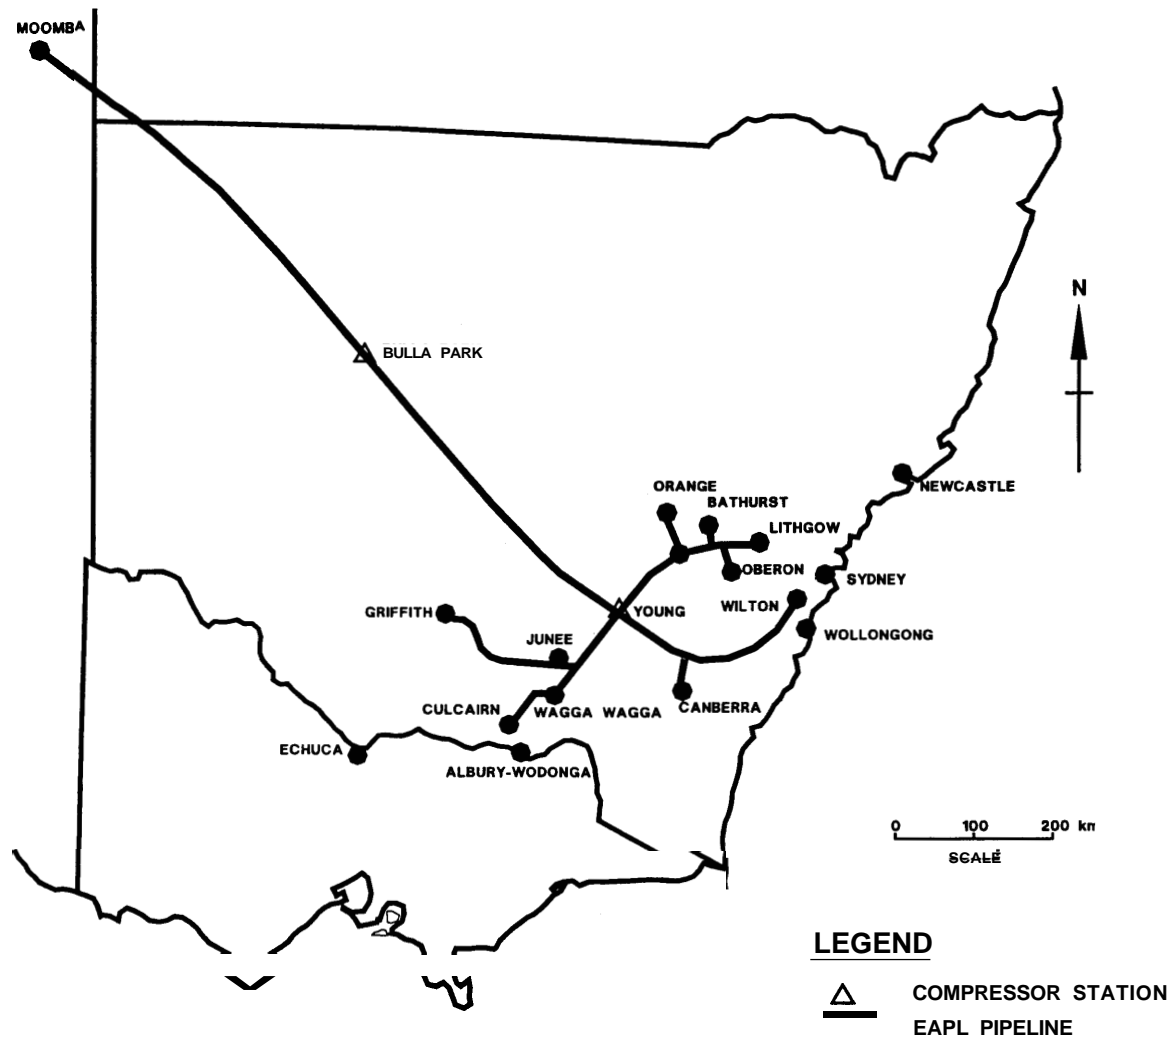 MOOMBA
N
BULLA PARK
ORANGE
BATHURST
NEWCASTLE
LITHGOW
OBERON
SYDNEY
WILTON
GRIFFITH
YOUNG
JUNEE
WOLLONGONG
CULCAIRN
WAGGA WAGGA
CANBERRA
ECHUCA
ALBURY-WODONGA
0 100 200 km
SCALE
LEGEND
COMPRESSOR STATION
EAPL PIPELINE